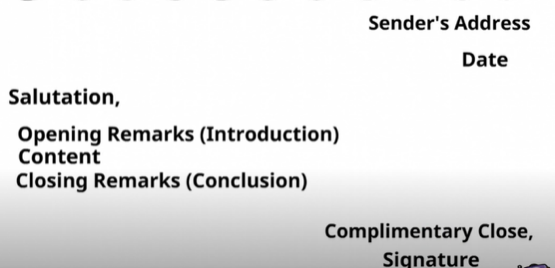 Sender's Address
Date
Salutation,
Opening Remarks (Introduction)
Content
Closing Remarks (Conclusion)
Complimentary Close,
Signature